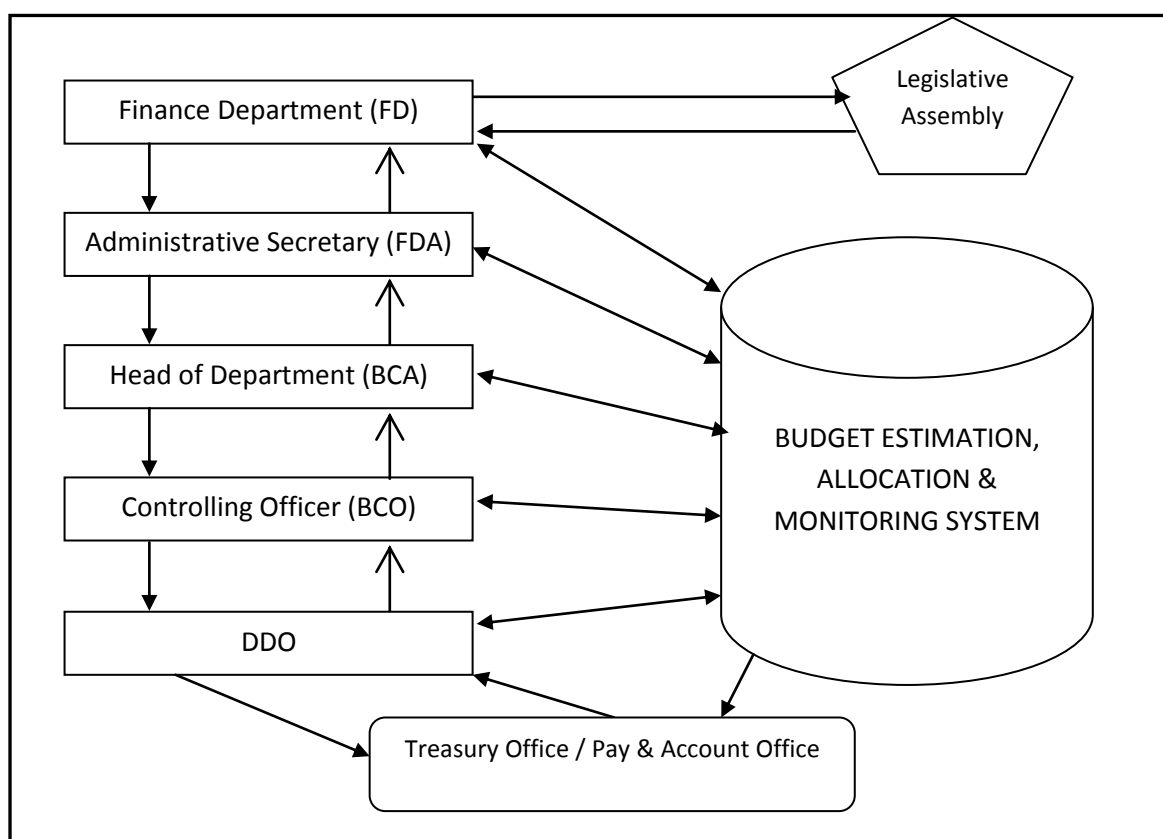 Finance Department (FD)
Legislative
Assembly
Administrative Secretary (FDA)
Head of Department (BCA)
BUDGET ESTIMATION,
ALLOCATION &
MONITORING SYSTEM
Controlling Officer (BCO)
DDO
Treasury Office / Pay & Account Office